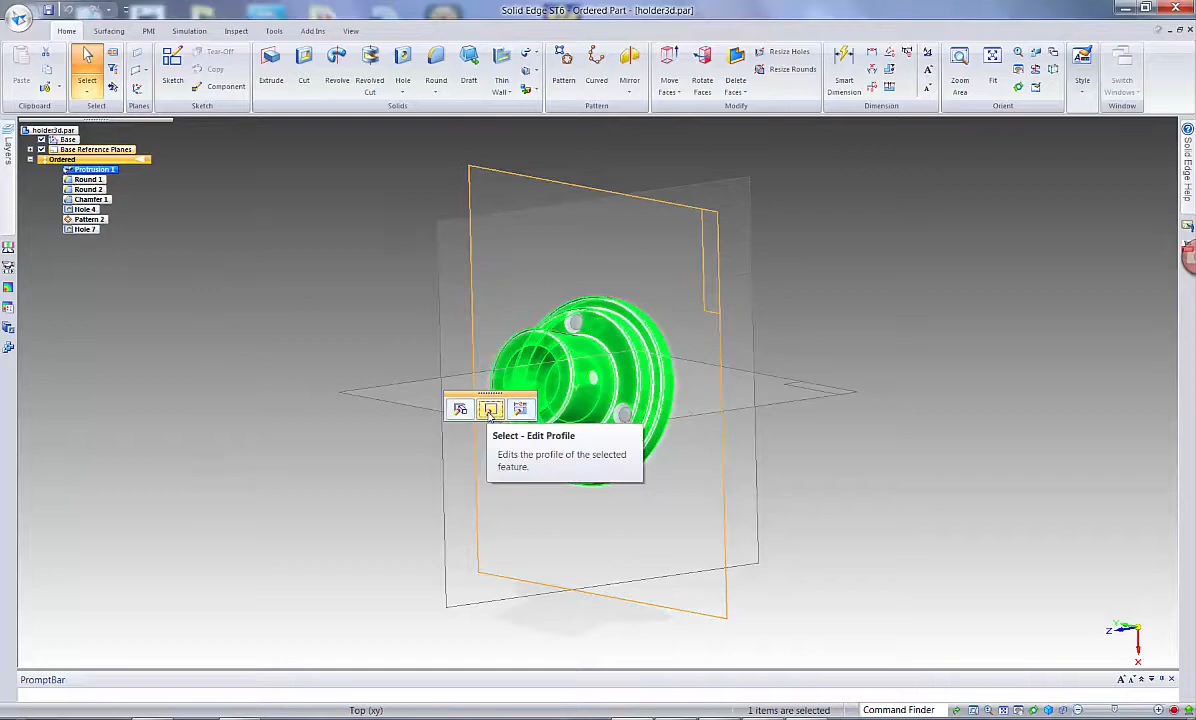 Solid Edge ST6 - Ordered Part - [holder3d.par]
Home Surfacing PMI Simulation Inspect Tools Add Ins View
Paste Select Sketch Tear-Off Copy Component Extrude Cut Revolve Revolved Cut Hole Round Draft Thin Wall Pattern Curved Mirror Move Faces Rotate Faces Delete Faces Resize Holes Resize Rounds Smart Dimension Zoom Area Fit Style Switch Windows
Clipboard Select Planes Sketch Solids Pattern Modify Dimension Orient Window
holder3d.par
Base
Base Reference Planes
Ordered
Protrusion 1
Round 1
Round 2
Chamfer 1
Hole 4
Pattern 2
Hole 7
Layers
Solid Edge Help
Select - Edit Profile
Edits the profile of the selected
feature.
Y
Z
X
PromptBar
Top (xy) 1 items are selected Command Finder